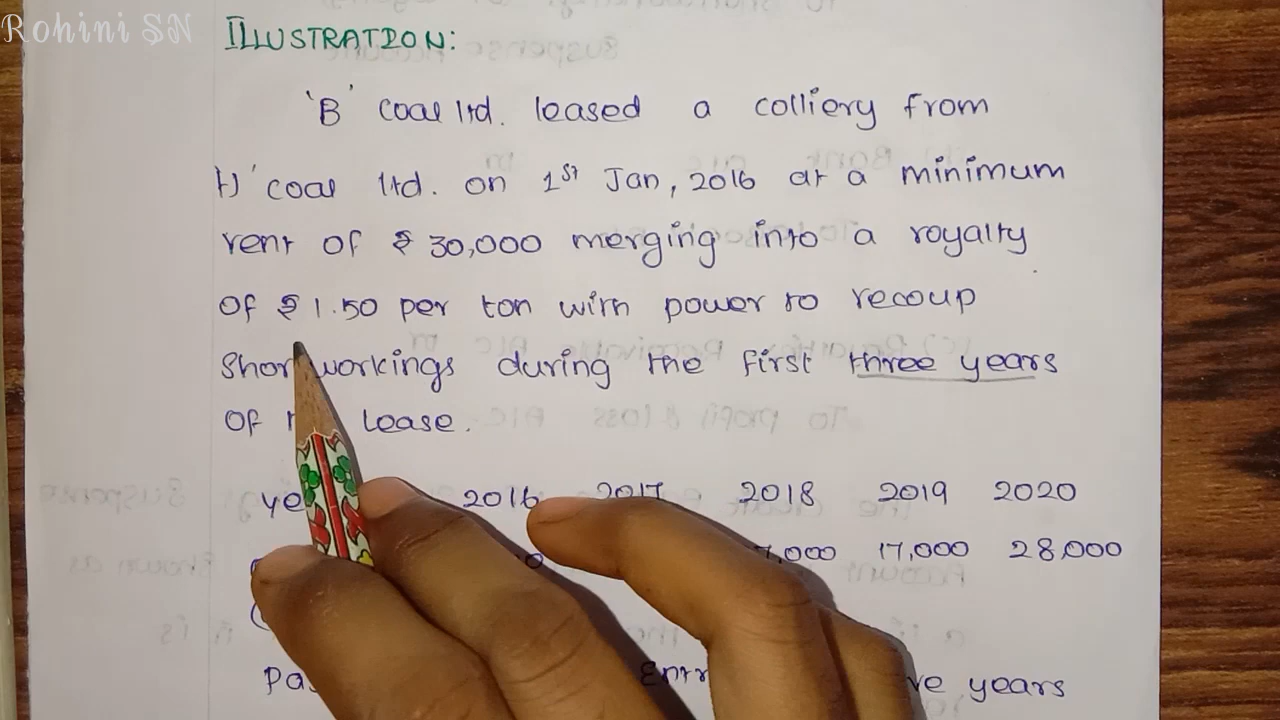 Rohini SN
ILLUSTRATION:
'B' Coal ltd. leased a colliery from
'H' coal ltd. on 1st Jan, 2016 at a minimum
rent of ₹ 30,000 merging into a royalty
of ₹ 1.50 per ton with power to recoup
workings during the first three years
of lease.
2016 2017 2018 2019 2020
17,000 28,000
years